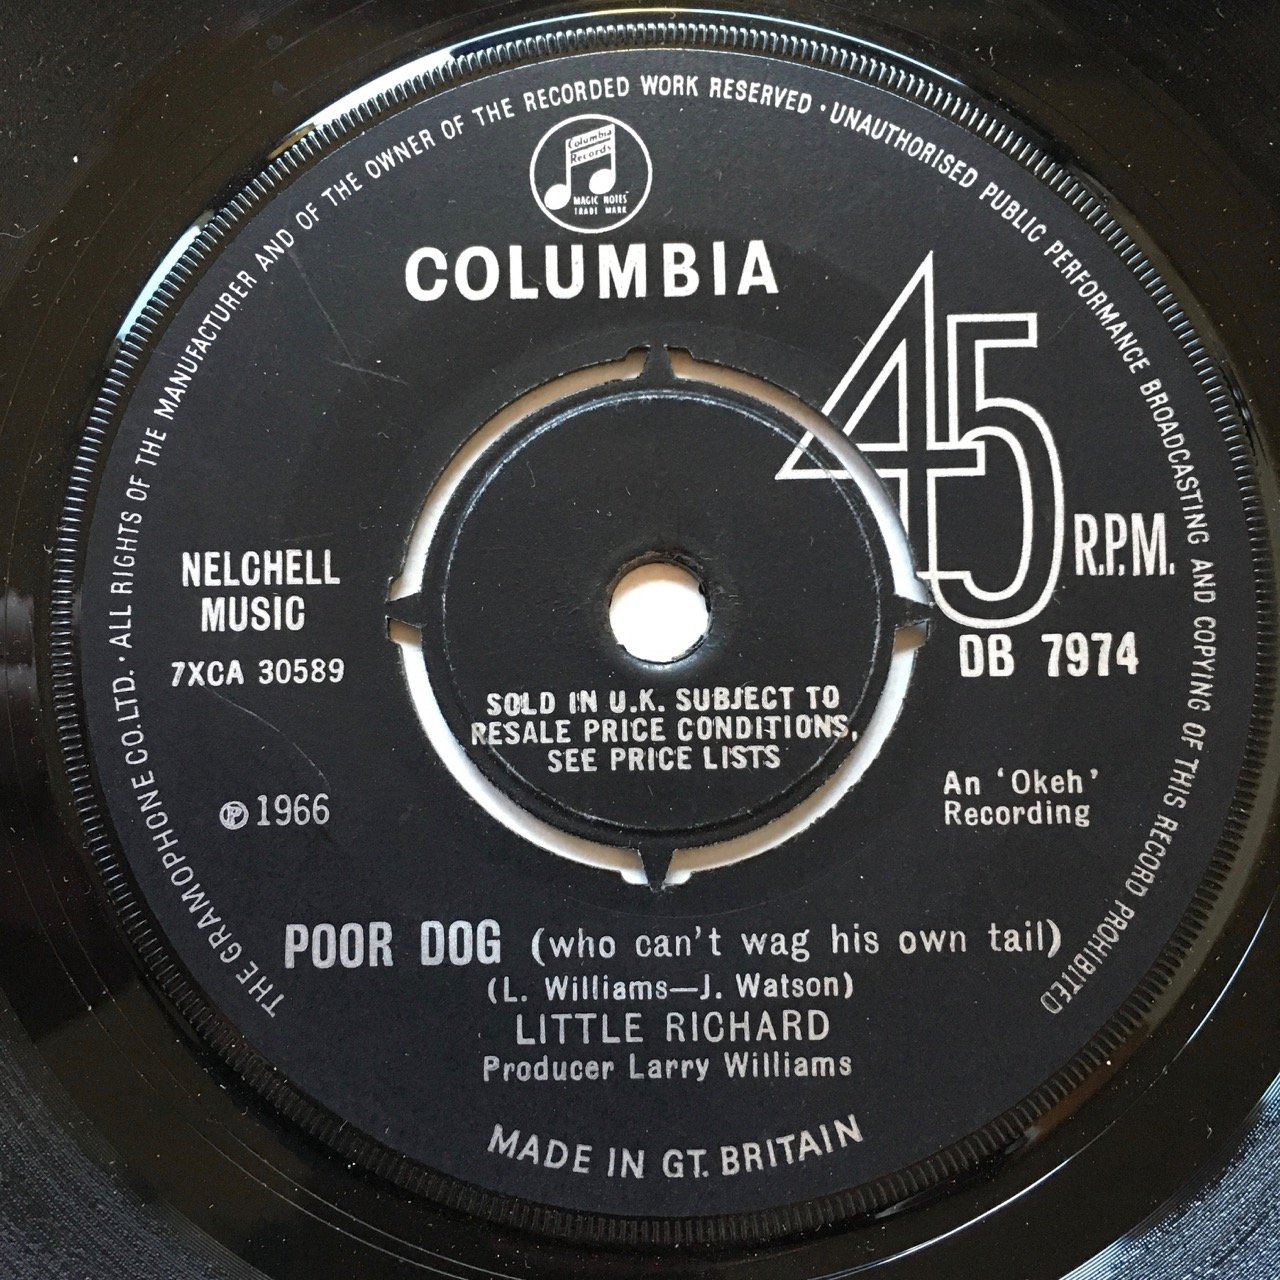 THE GRAMOPHONE CO. LTD. · ALL RIGHTS OF THE MANUFACTURER AND OF THE OWNER OF THE RECORDED WORK RESERVED · UNAUTHORISED PUBLIC PERFORMANCE BROADCASTING AND COPYING OF THIS RECORD PROHIBITED
Columbia
Records
MAGIC NOTES
TRADE MARK
COLUMBIA
45 R.P.M.
NELCHELL
MUSIC
7XCA 30589
DB 7974
SOLD IN U.K. SUBJECT TO
RESALE PRICE CONDITIONS,
SEE PRICE LISTS
℗ 1966
An ‘Okeh’
Recording
POOR DOG (who can't wag his own tail)
(L. Williams—J. Watson)
LITTLE RICHARD
Producer Larry Williams
MADE IN GT. BRITAIN